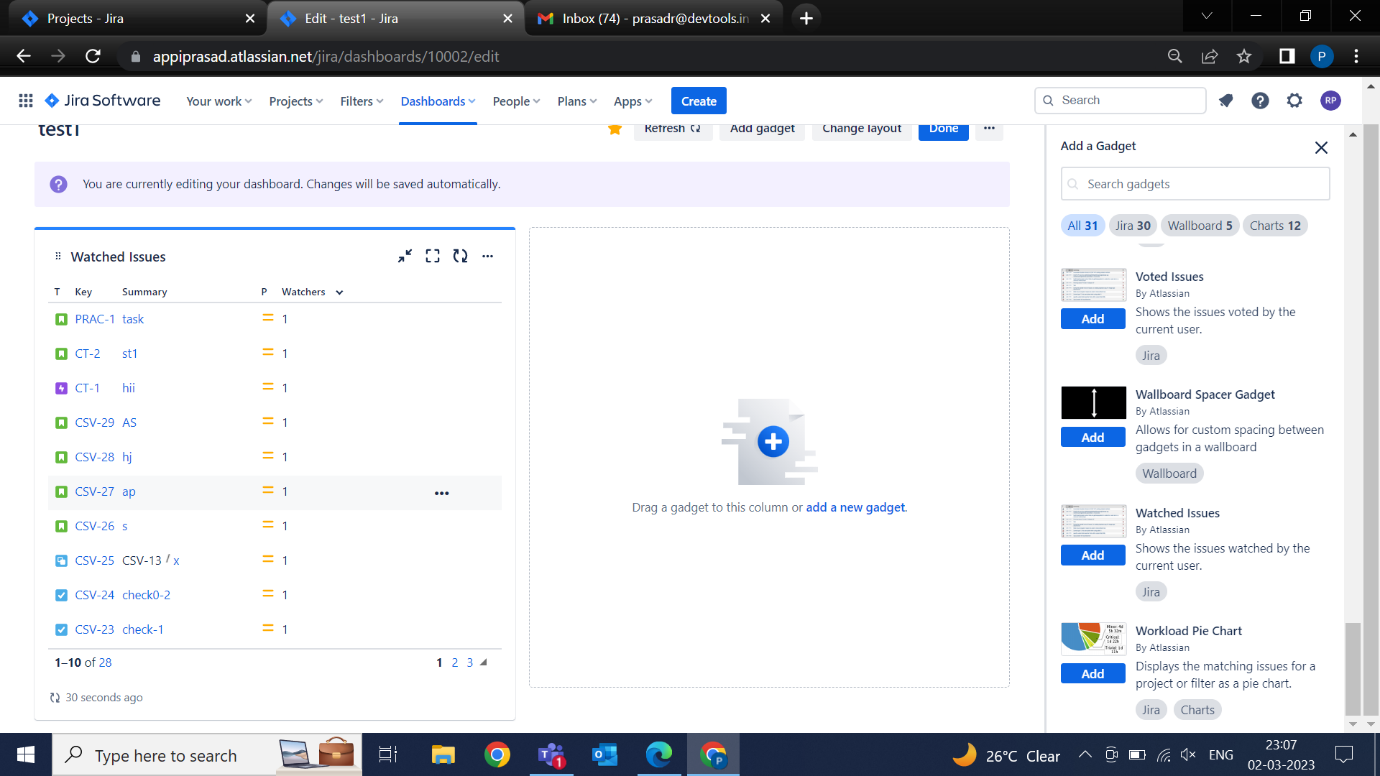 Projects - Jira
Edit - test1 - Jira
Inbox (74) - prasadr@devtools.in
appiprasad.atlassian.net/jira/dashboards/10002/edit
P
Jira Software
Your work
Projects
Filters
Dashboards
People
Plans
Apps
Create
Search
RP
test1
Refresh
Add gadget
Change layout
Done
You are currently editing your dashboard. Changes will be saved automatically.
Watched Issues
T Key Summary P Watchers
PRAC-1 task 1
CT-2 st1 1
CT-1 hii 1
CSV-29 AS 1
CSV-28 hj 1
CSV-27 ap 1
CSV-26 s 1
CSV-25 CSV-13 / x 1
CSV-24 check0-2 1
CSV-23 check-1 1
1–10 of 28
1 2 3
30 seconds ago
Drag a gadget to this column or add a new gadget.
Add a Gadget
Search gadgets
All 31 Jira 30 Wallboard 5 Charts 12
Voted Issues
By Atlassian
Add
Shows the issues voted by the
current user.
Jira
Wallboard Spacer Gadget
By Atlassian
Add
Allows for custom spacing between
gadgets in a wallboard
Wallboard
Watched Issues
By Atlassian
Add
Shows the issues watched by the
current user.
Jira
Workload Pie Chart
By Atlassian
Add
Displays the matching issues for a
project or filter as a pie chart.
Jira Charts
Type here to search
1
P
26°C Clear
ENG
23:07
02-03-2023